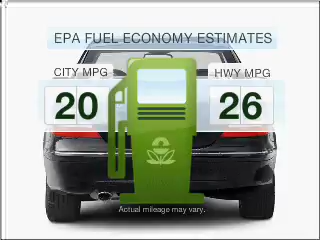 EPA FUEL ECONOMY ESTIMATES
CITY MPG
HWY MPG
20
26
Actual mileage may vary.